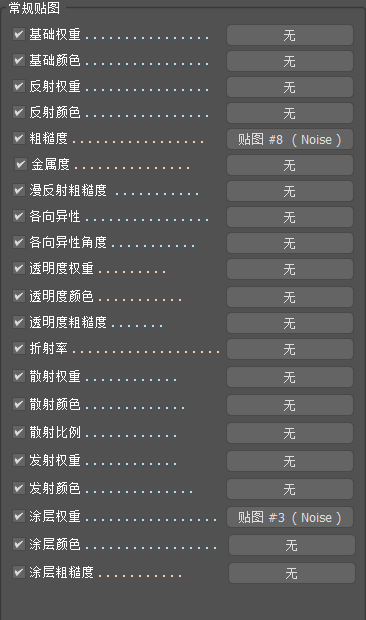 常规贴图
基础权重 . . . . . . . . . . . . . . . . 无
基础颜色 . . . . . . . . . . . . . . . . 无
反射权重 . . . . . . . . . . . . . . . . 无
反射颜色 . . . . . . . . . . . . . . . . 无
粗糙度 . . . . . . . . . . . . . . . . . 贴图 #8 ( Noise )
金属度 . . . . . . . . . . . . . . . 无
漫反射粗糙度 . . . . . . . . . . . 无
各向异性 . . . . . . . . . . . . . . . . 无
各向异性角度 . . . . . . . . . . . 无
透明度权重 . . . . . . . . . 无
透明度颜色 . . . . . . . . . . . 无
透明度粗糙度 . . . . . . . 无
折射率 . . . . . . . . . . . . . . . . . . . 无
散射权重 . . . . . . . . . . . . 无
散射颜色 . . . . . . . . . . . . . 无
散射比例 . . . . . . . . . . . . 无
发射权重 . . . . . . . . . . . . 无
发射颜色 . . . . . . . . . . . . . . 无
涂层权重 . . . . . . . . . . . . . . . . . 贴图 #3 ( Noise )
涂层颜色 . . . . . . . . . . . . . . . . . 无
涂层粗糙度 . . . . . . . . . . . 无